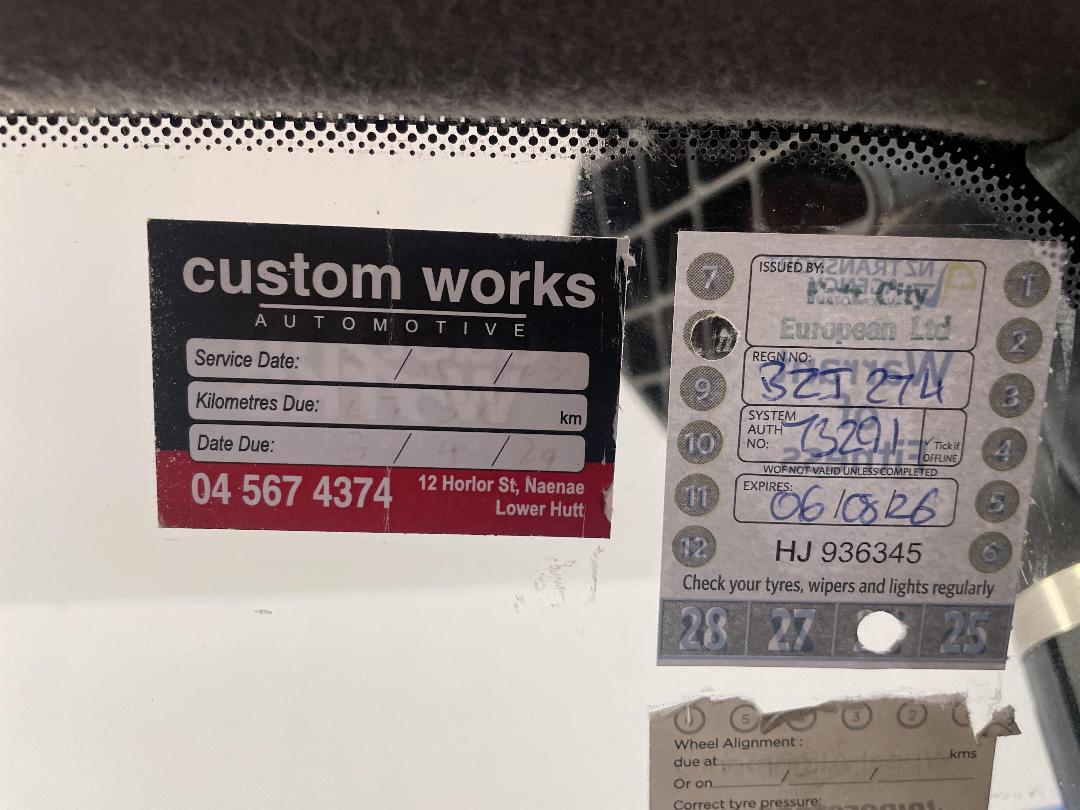 custom works
AUTOMOTIVE
Service Date: / /
Kilometres Due: km
Date Due: / /
04 567 4374
12 Horlor St, Naenae
Lower Hutt
7
9
10
11
12
1
2
3
4
5
6
ISSUED BY:
City
European Ltd
REGN NO:
BZJ 274
SYSTEM
AUTH
NO: 73291
Tick if
OFFLINE
WOF NOT VALID UNLESS COMPLETED
EXPIRES:
06/08/26
HJ 936345
Check your tyres, wipers and lights regularly
28 27 25
5 3 2
Wheel Alignment :
due at kms
Or on / /
Correct tyre pressure: